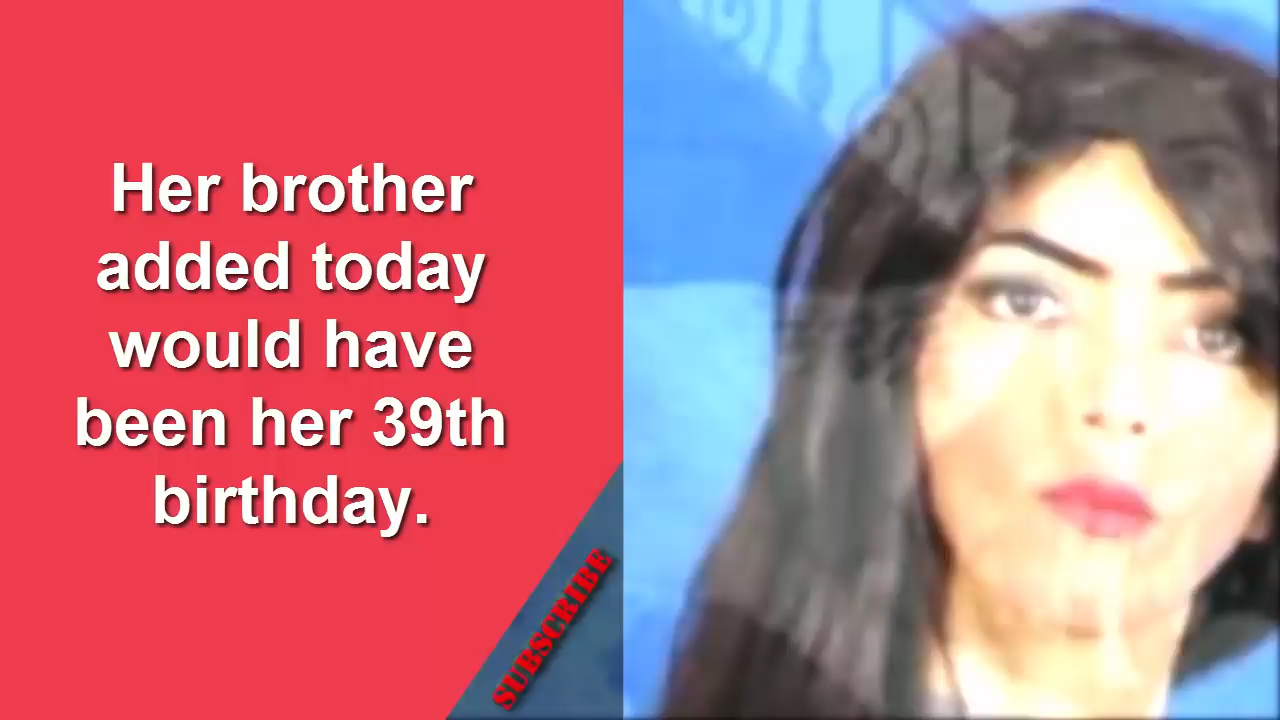 Her brother
added today
would have
been her 39th
birthday.
SUBSCRIBE